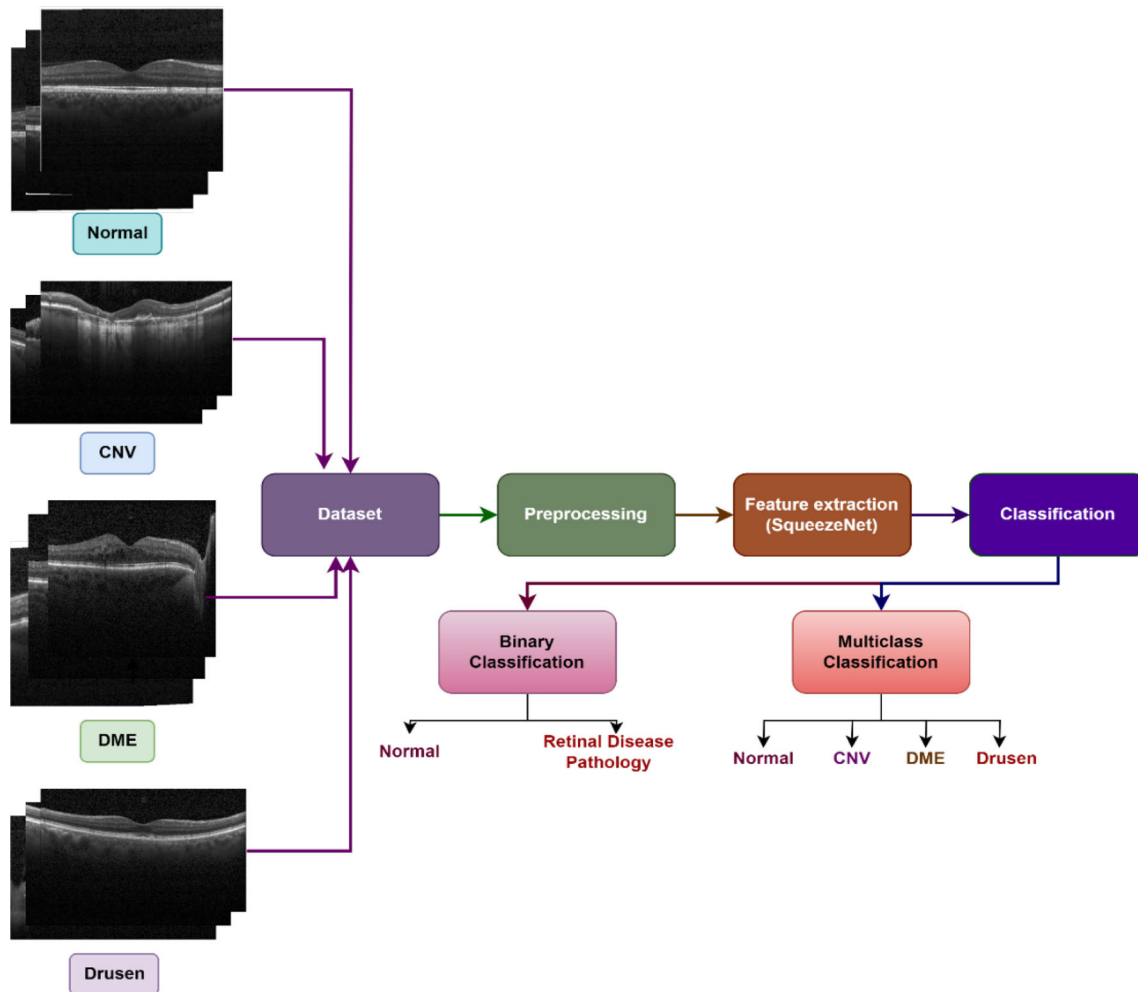 Normal
CNV
DME
Drusen
Dataset
Preprocessing
Feature extraction
(SqueezeNet)
Classification
Binary
Classification
Multiclass
Classification
Normal
Retinal Disease
Pathology
Normal
CNV
DME
Drusen